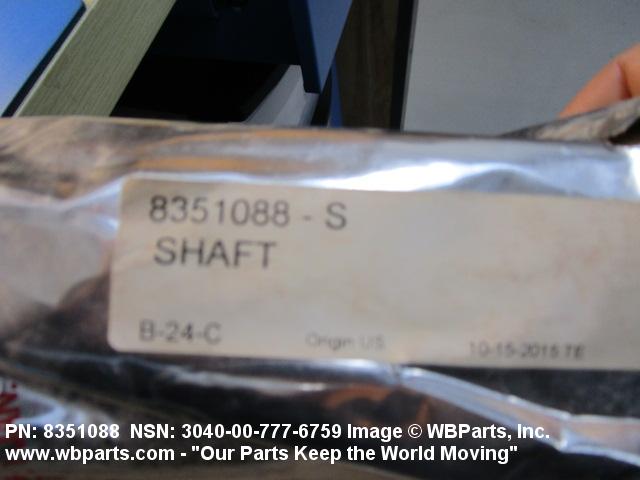 8351088 - S
SHAFT
B-24-C Origin US 10-15-2015 TE
PN: 8351088 NSN: 3040-00-777-6759 Image © WBParts, Inc.
www.wbparts.com - "Our Parts Keep the World Moving"